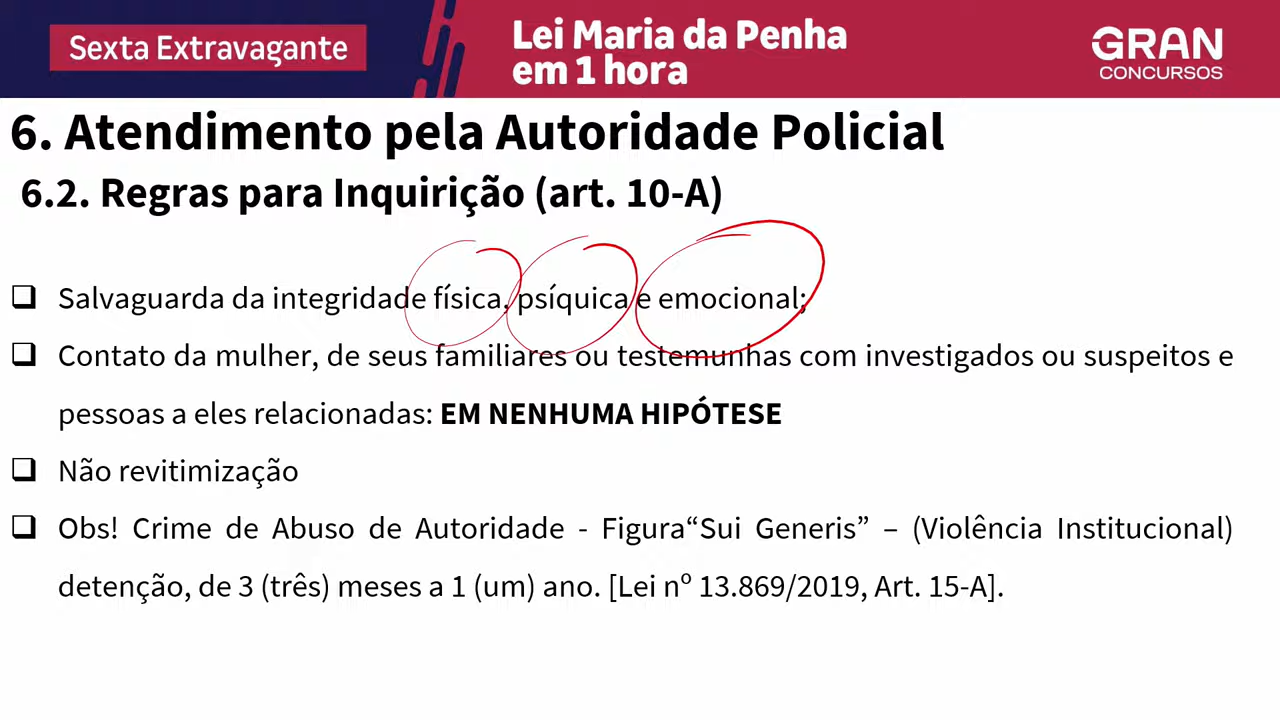 Sexta Extravagante
Lei Maria da Penha
em 1 hora
GRAN
CONCURSOS
6. Atendimento pela Autoridade Policial
6.2. Regras para Inquirição (art. 10-A)
❑ Salvaguarda da integridade física, psíquica e emocional;
❑ Contato da mulher, de seus familiares ou testemunhas com investigados ou suspeitos e
pessoas a eles relacionadas: EM NENHUMA HIPÓTESE
❑ Não revitimização
❑ Obs! Crime de Abuso de Autoridade - Figura“Sui Generis” – (Violência Institucional)
detenção, de 3 (três) meses a 1 (um) ano. [Lei nº 13.869/2019, Art. 15-A].